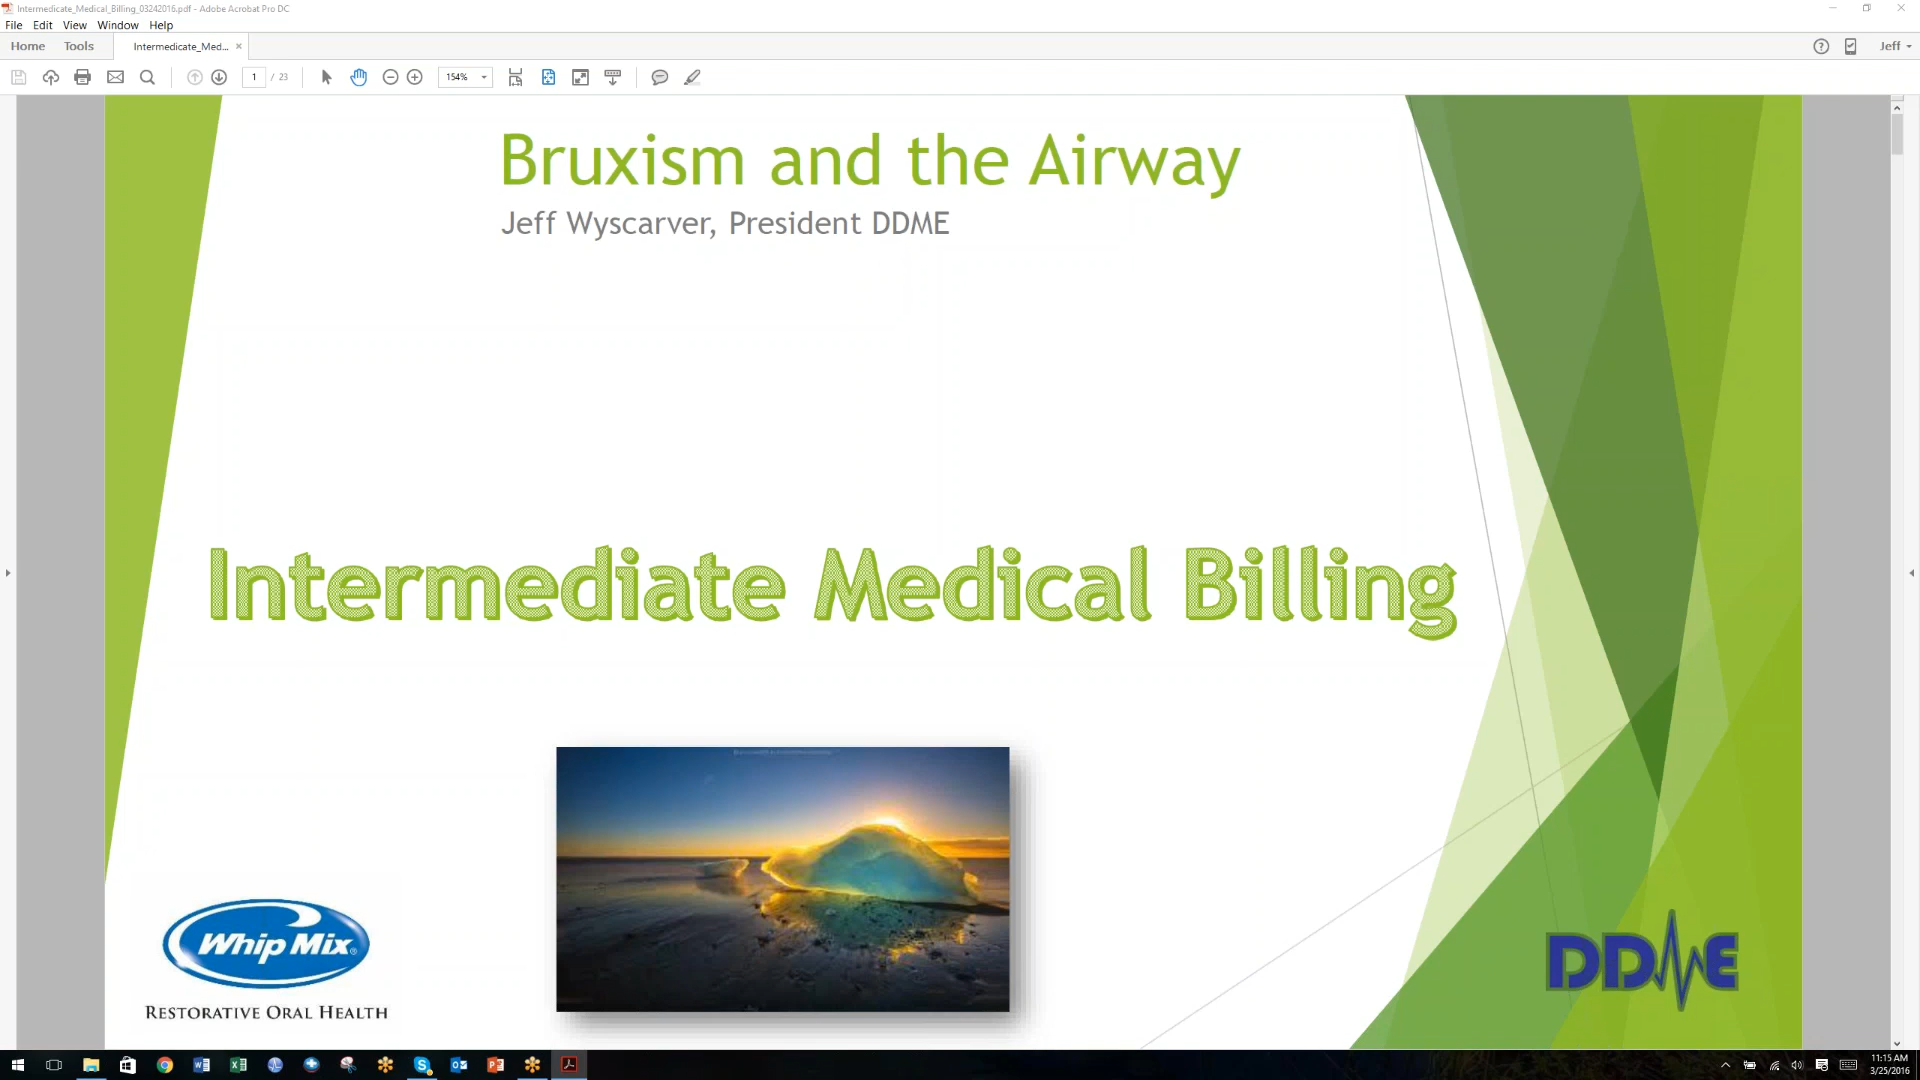 Intermedicate_Medical_Billing_03242016.pdf - Adobe Acrobat Pro DC
File Edit View Window Help
Home Tools Intermedicate_Med... × Jeff
1 / 23 154%
Bruxism and the Airway
Jeff Wyscarver, President DDME
Intermediate Medical Billing
Whip Mix®
RESTORATIVE ORAL HEALTH
DDME
11:15 AM
3/25/2016